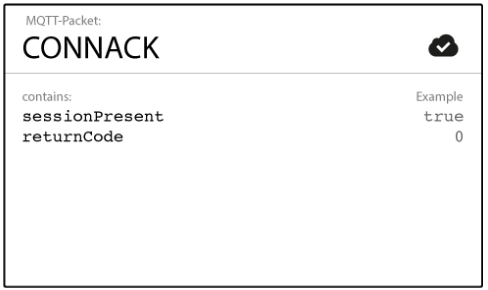 MQTT-Packet:
CONNACK
contains: Example
sessionPresent true
returnCode 0